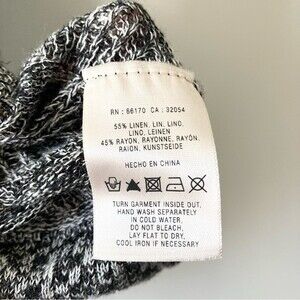 RN : 66170 CA : 32054
55% LINEN, LIN, LINO,
LINO, LEINEN
45% RAYON, RAYONNE, RAYÓN,
RAION, KUNSTSEIDE
HECHO EN CHINA
TURN GARMENT INSIDE OUT,
HAND WASH SEPARATELY
IN COLD WATER,
DO NOT BLEACH,
LAY FLAT TO DRY,
COOL IRON IF NECESSARY